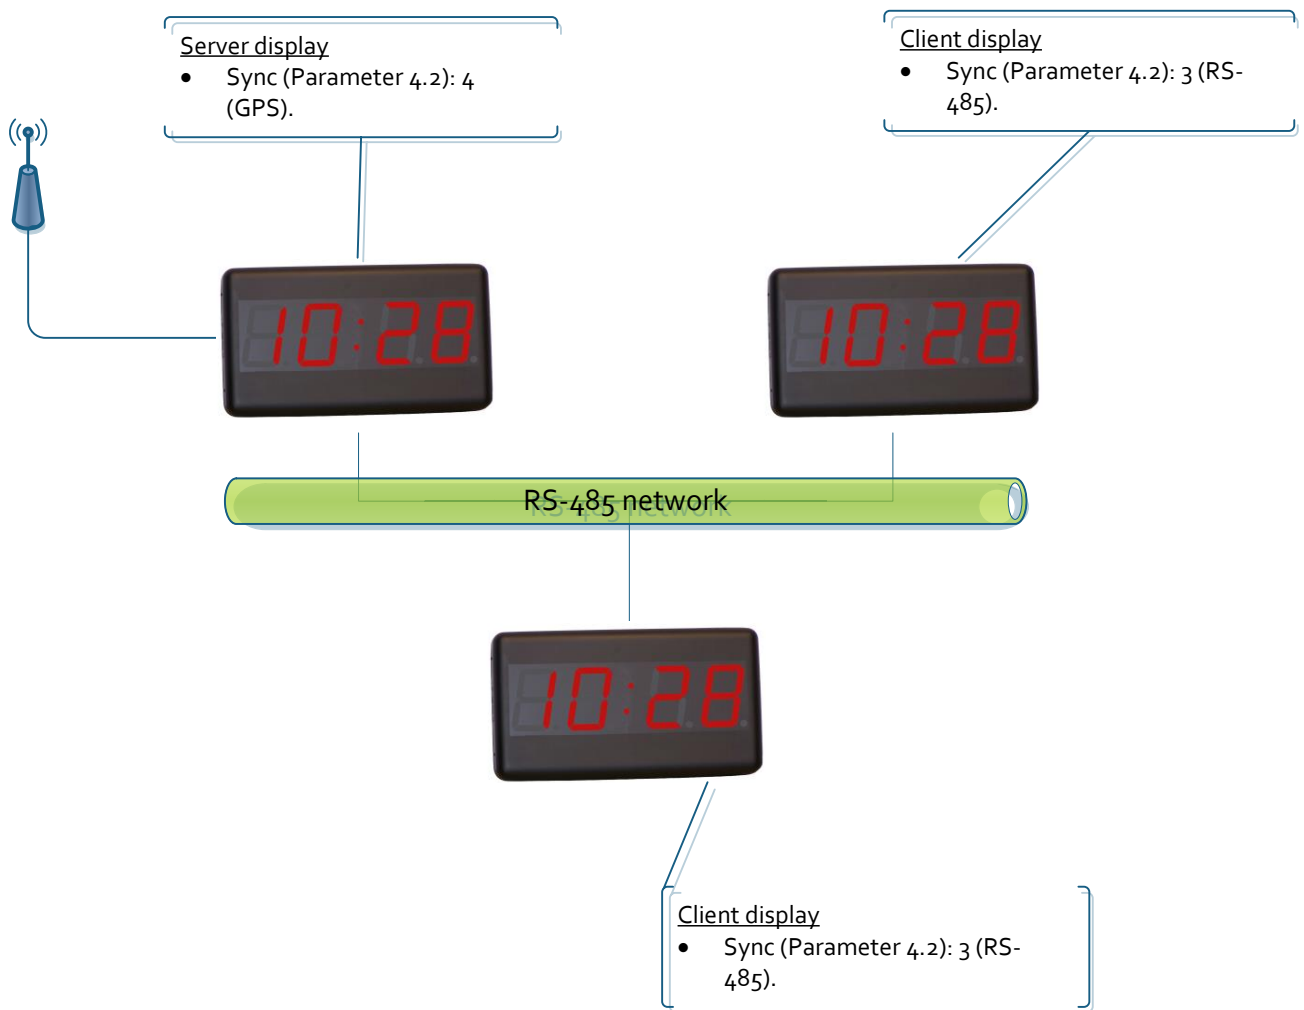 Server display
• Sync (Parameter 4.2): 4
(GPS).
Client display
• Sync (Parameter 4.2): 3 (RS-
485).
10:28
10:28
RS-485 network
10:28
Client display
• Sync (Parameter 4.2): 3 (RS-
485).